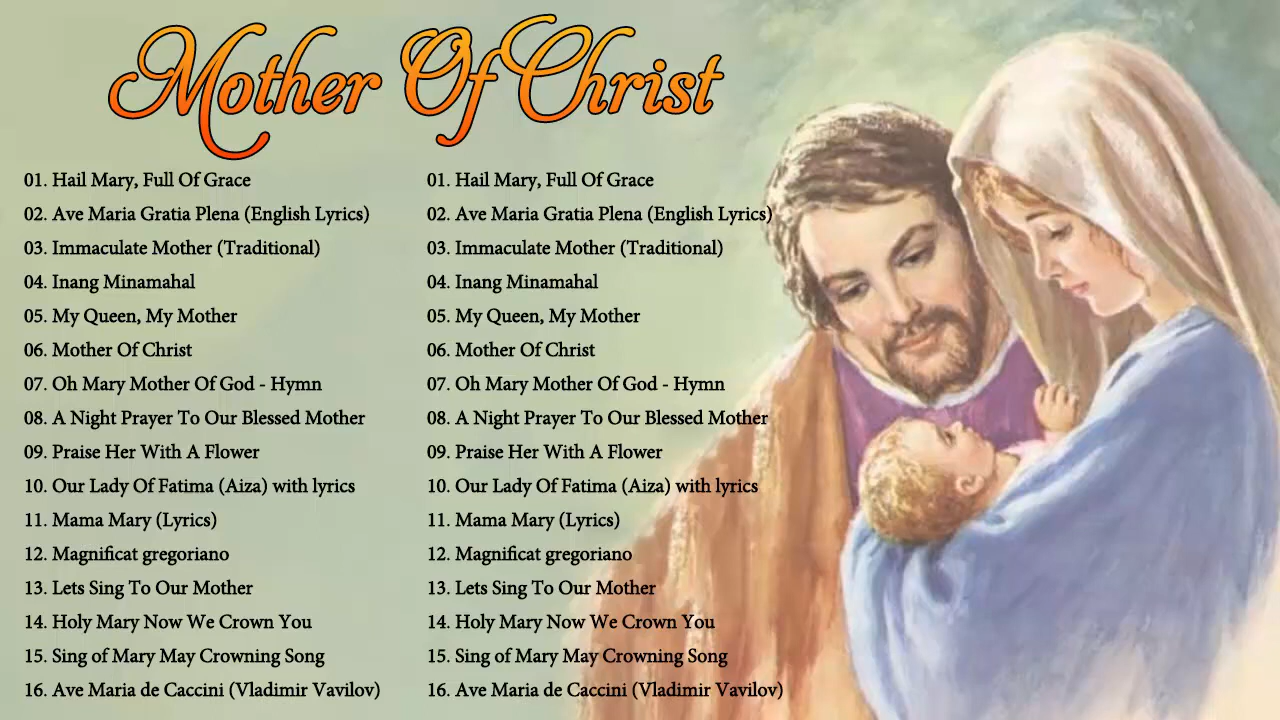 Mother Of Christ
01. Hail Mary, Full Of Grace
02. Ave Maria Gratia Plena (English Lyrics)
03. Immaculate Mother (Traditional)
04. Inang Minamahal
05. My Queen, My Mother
06. Mother Of Christ
07. Oh Mary Mother Of God - Hymn
08. A Night Prayer To Our Blessed Mother
09. Praise Her With A Flower
10. Our Lady Of Fatima (Aiza) with lyrics
11. Mama Mary (Lyrics)
12. Magnificat gregoriano
13. Lets Sing To Our Mother
14. Holy Mary Now We Crown You
15. Sing of Mary May Crowning Song
16. Ave Maria de Caccini (Vladimir Vavilov)
01. Hail Mary, Full Of Grace
02. Ave Maria Gratia Plena (English Lyrics)
03. Immaculate Mother (Traditional)
04. Inang Minamahal
05. My Queen, My Mother
06. Mother Of Christ
07. Oh Mary Mother Of God - Hymn
08. A Night Prayer To Our Blessed Mother
09. Praise Her With A Flower
10. Our Lady Of Fatima (Aiza) with lyrics
11. Mama Mary (Lyrics)
12. Magnificat gregoriano
13. Lets Sing To Our Mother
14. Holy Mary Now We Crown You
15. Sing of Mary May Crowning Song
16. Ave Maria de Caccini (Vladimir Vavilov)